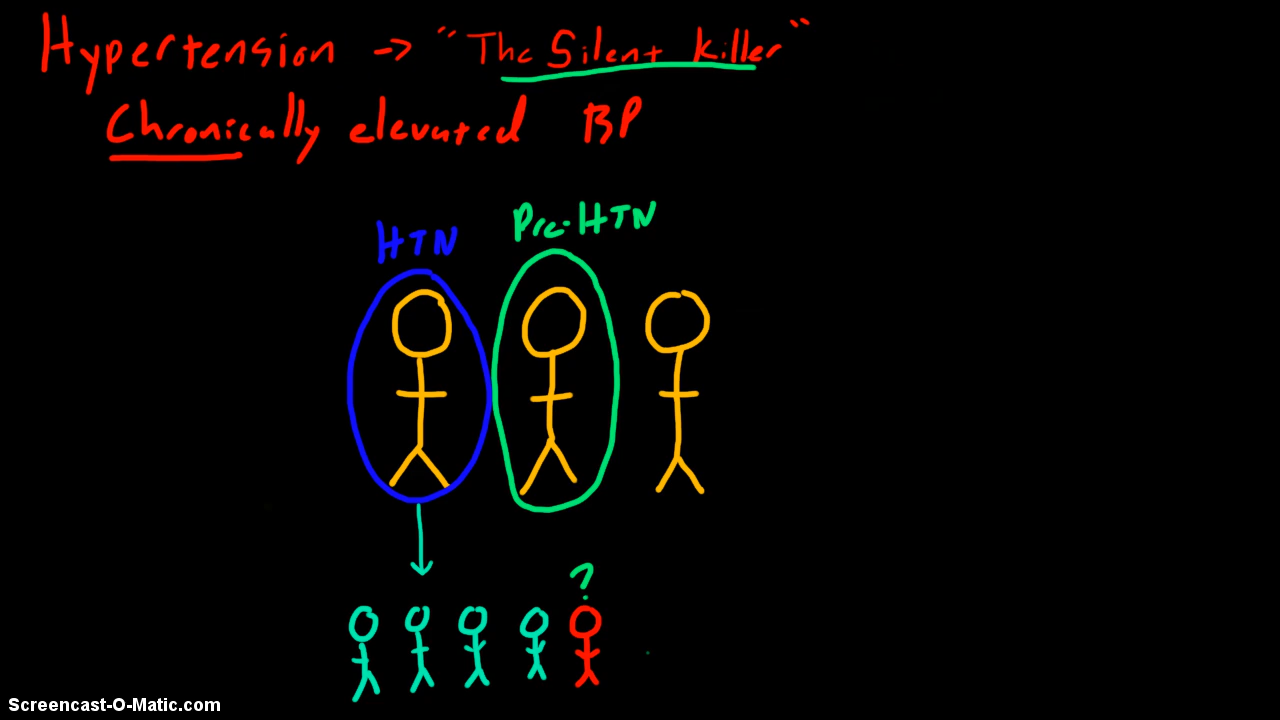 Hypertension → "The Silent Killer"
Chronically elevated BP
HTN
Pre-HTN
?
Screencast-O-Matic.com